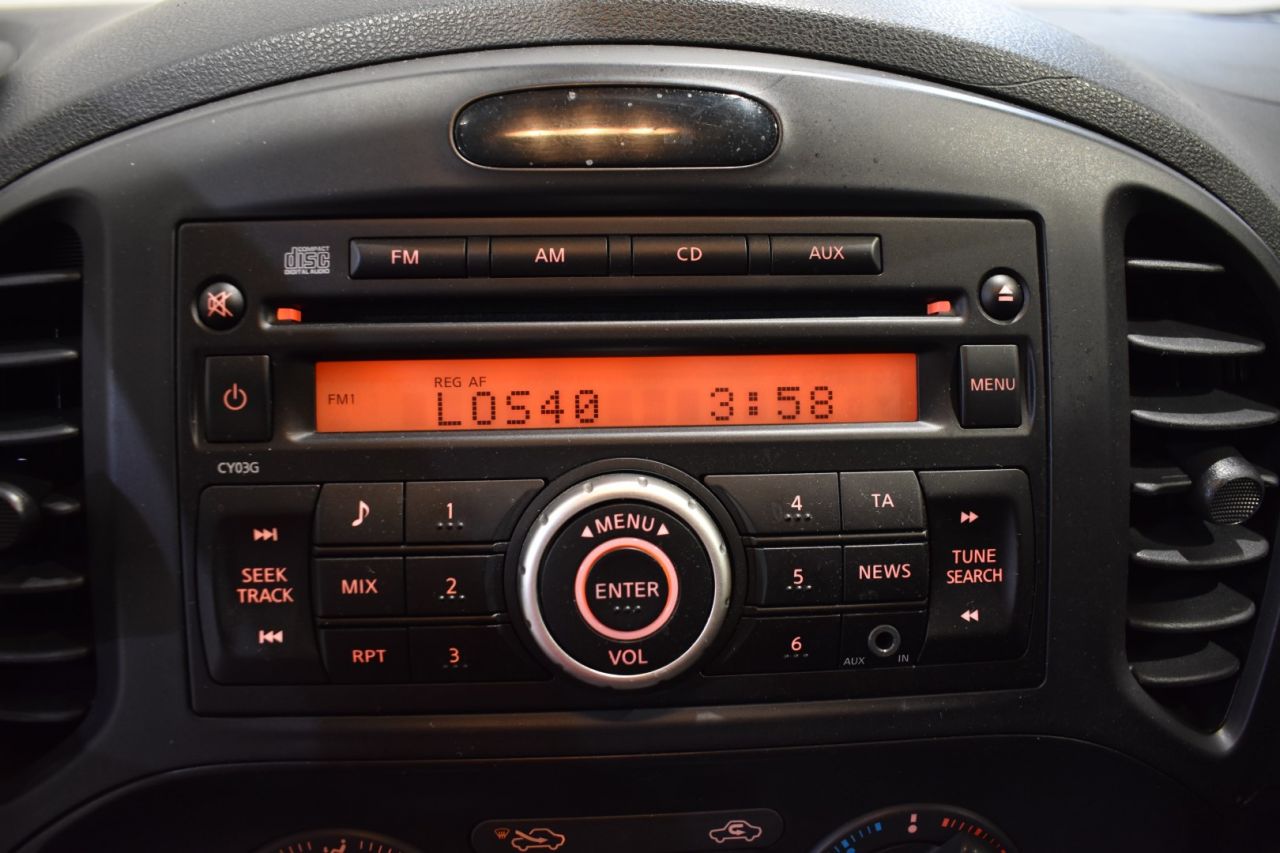 COMPACT
disc
DIGITAL AUDIO
FM AM CD AUX
REG AF
FM1 LOS40 3:58
MENU
CY03G
SEEK
TRACK
1
MIX 2
RPT 3
MENU
ENTER
VOL
4 TA
5 NEWS
6
AUX IN
TUNE
SEARCH